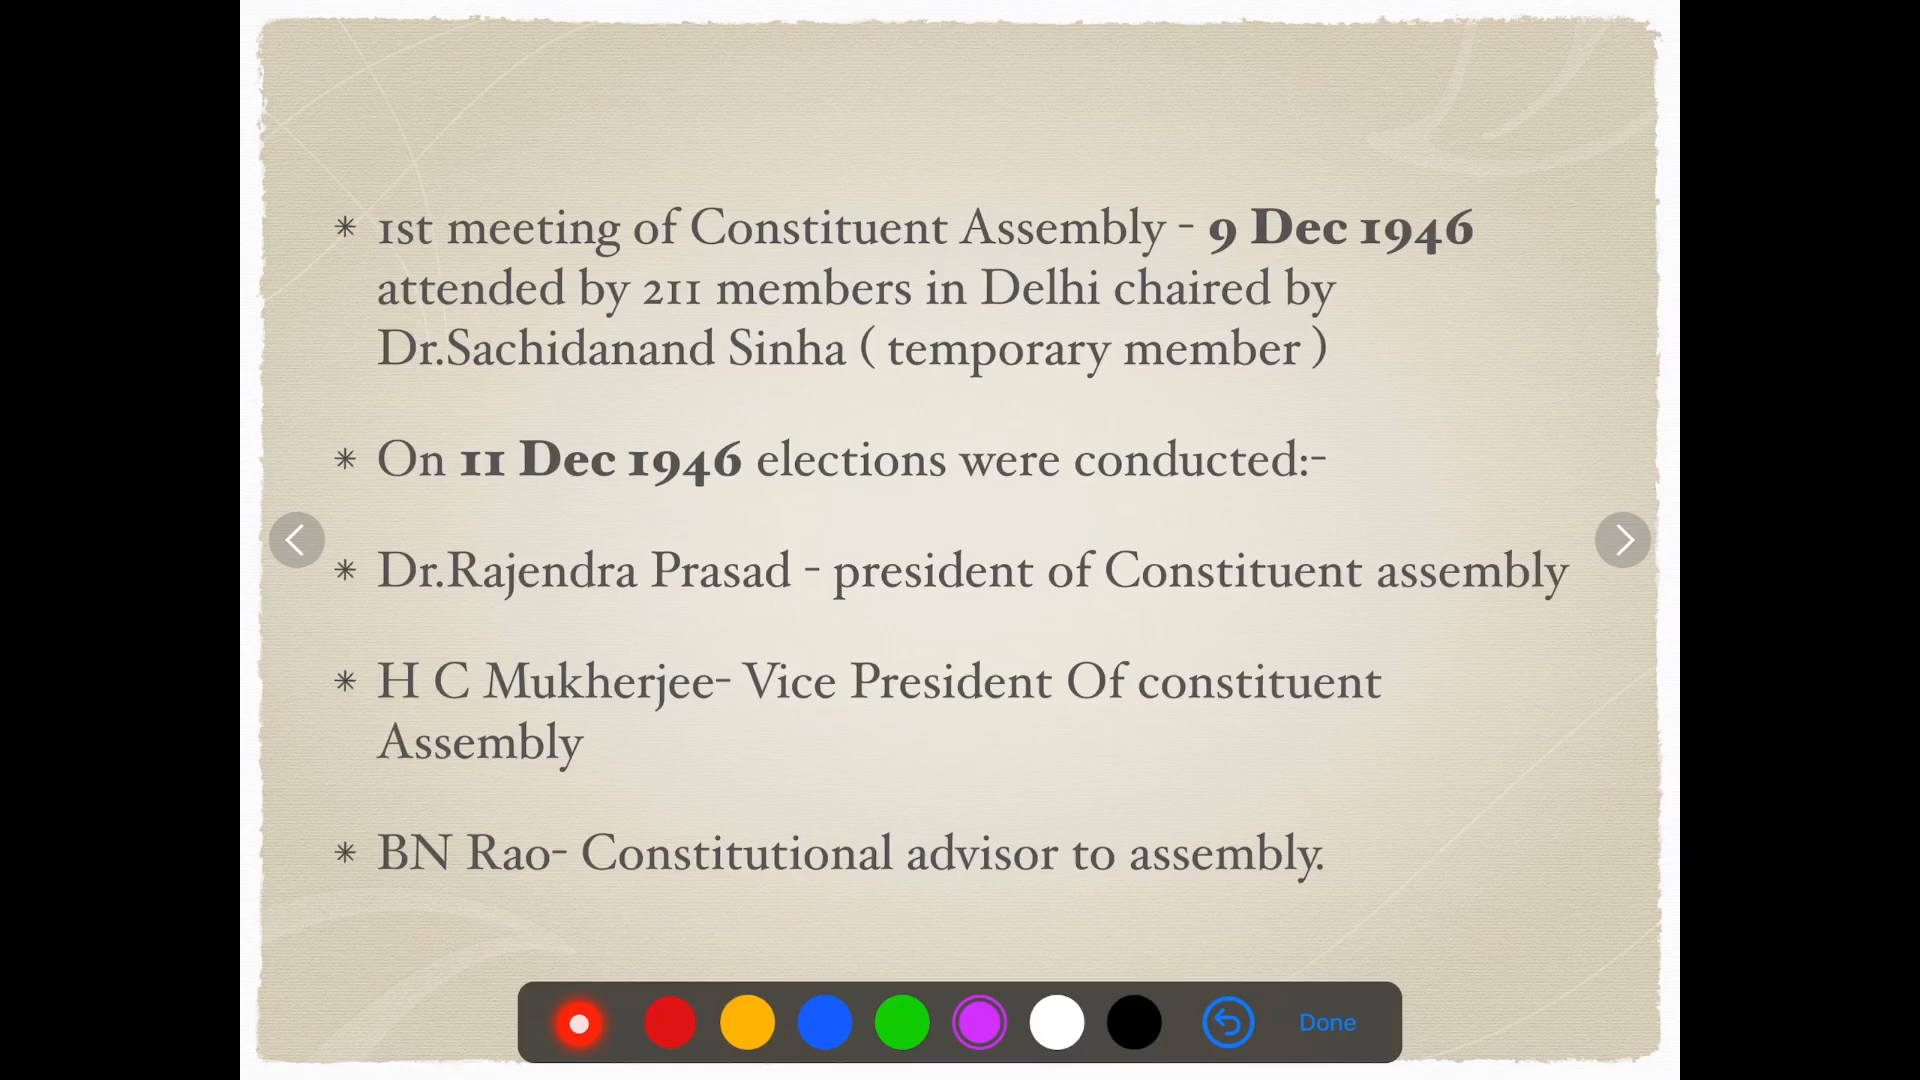 * 1st meeting of Constituent Assembly - 9 Dec 1946
attended by 211 members in Delhi chaired by
Dr.Sachidanand Sinha ( temporary member )
* On 11 Dec 1946 elections were conducted:-
* Dr.Rajendra Prasad - president of Constituent assembly
* H C Mukherjee- Vice President Of constituent
Assembly
* BN Rao- Constitutional advisor to assembly.
Done